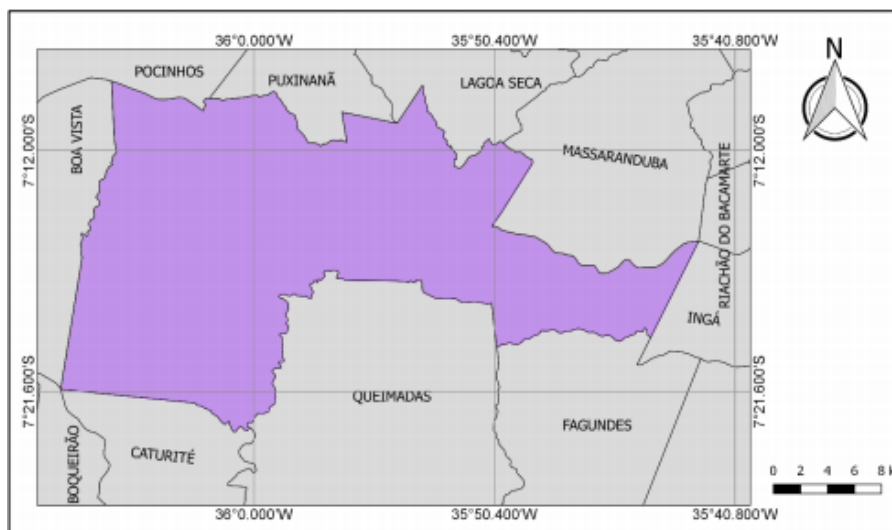 36°0.000'W
35°50.400'W
35°40.800'W
N
POCINHOS
PUXINANÃ
LAGOA SECA
BOA VISTA
7°12.000'S
MASSARANDUBA
7°12.000'S
RIACHÃO DO BACAMARTE
INGÁ
7°21.600'S
QUEIMADAS
7°21.600'S
FAGUNDES
BOQUEIRÃO
CATURITÉ
0 2 4 6 8 k
36°0.000'W
35°50.400'W
35°40.800'W